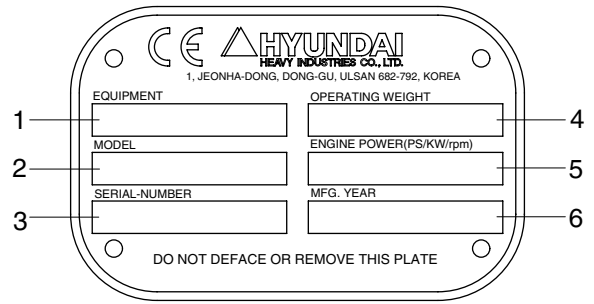 CE HYUNDAI
HEAVY INDUSTRIES CO., LTD.
1, JEONHA-DONG, DONG-GU, ULSAN 682-792, KOREA
EQUIPMENT OPERATING WEIGHT
1 4
MODEL ENGINE POWER(PS/KW/rpm)
2 5
SERIAL-NUMBER MFG. YEAR
3 6
DO NOT DEFACE OR REMOVE THIS PLATE